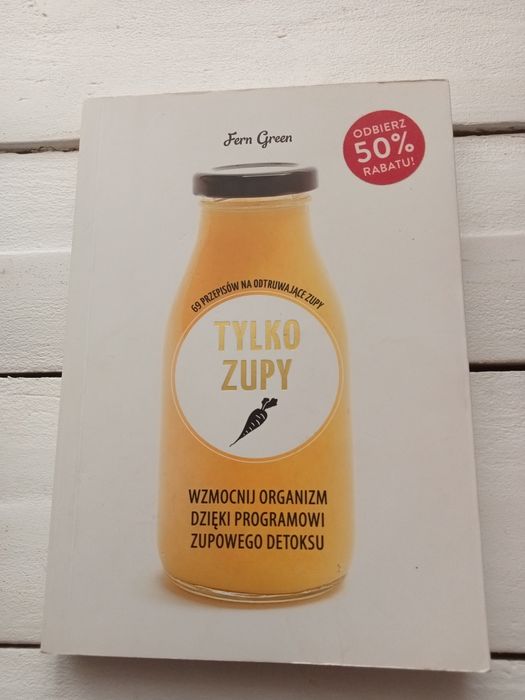 Fern Green
ODBIERZ
50%
RABATU!
69 PRZEPISÓW NA ODTRUWAJĄCE ZUPY
TYLKO
ZUPY
WZMOCNIJ ORGANIZM
DZIĘKI PROGRAMOWI
ZUPOWEGO DETOKSU